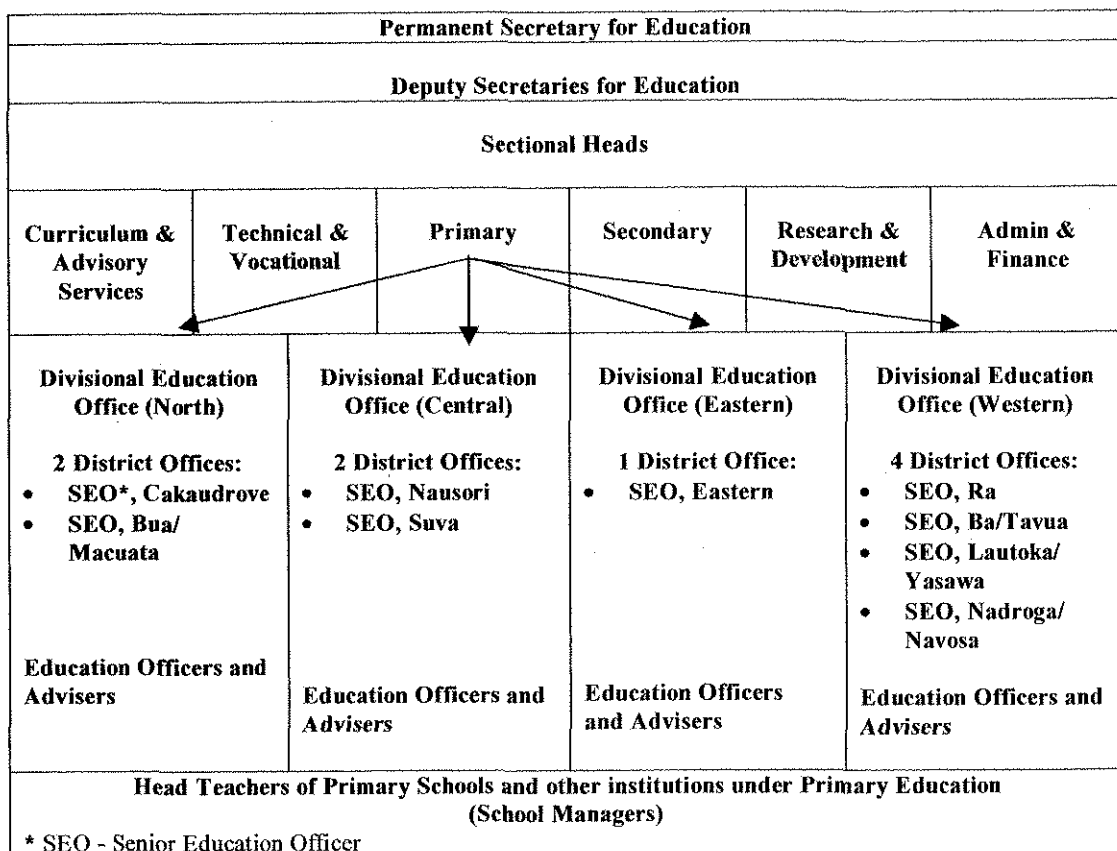 Permanent Secretary for Education
Deputy Secretaries for Education
Sectional Heads
Curriculum &
Advisory
Services
Technical &
Vocational
Primary
Secondary
Research &
Development
Admin &
Finance
Divisional Education
Office (North)
2 District Offices:
• SEO*, Cakaudrove
• SEO, Bua/
Macuata
Education Officers and
Advisers
Divisional Education
Office (Central)
2 District Offices:
• SEO, Nausori
• SEO, Suva
Education Officers and
Advisers
Divisional Education
Office (Eastern)
1 District Office:
• SEO, Eastern
Education Officers
and Advisers
Divisional Education
Office (Western)
4 District Offices:
• SEO, Ra
• SEO, Ba/Tavua
• SEO, Lautoka/
Yasawa
• SEO, Nadroga/
Navosa
Education Officers and
Advisers
Head Teachers of Primary Schools and other institutions under Primary Education
(School Managers)
* SEO - Senior Education Officer